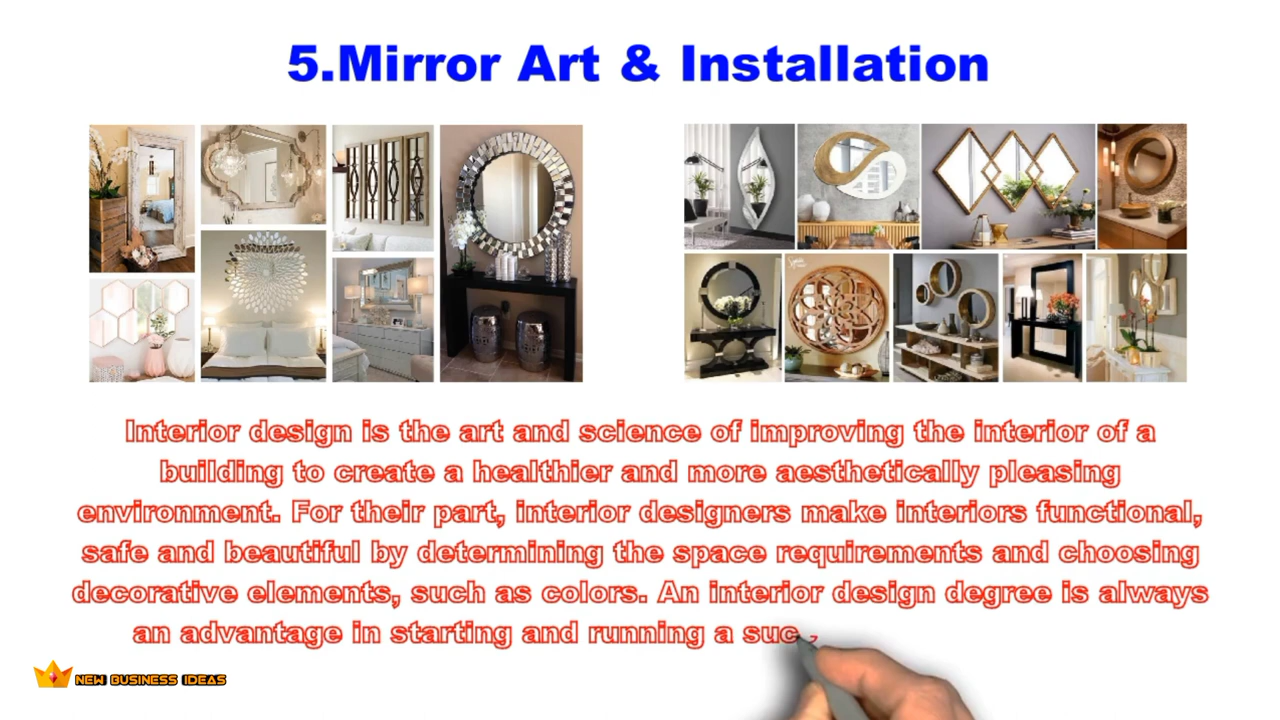 5.Mirror Art & Installation
Interior design is the art and science of improving the interior of a
building to create a healthier and more aesthetically pleasing
environment. For their part, interior designers make interiors functional,
safe and beautiful by determining the space requirements and choosing
decorative elements, such as colors. An interior design degree is always
an advantage in starting and running a suc
NEW BUSINESS IDEAS